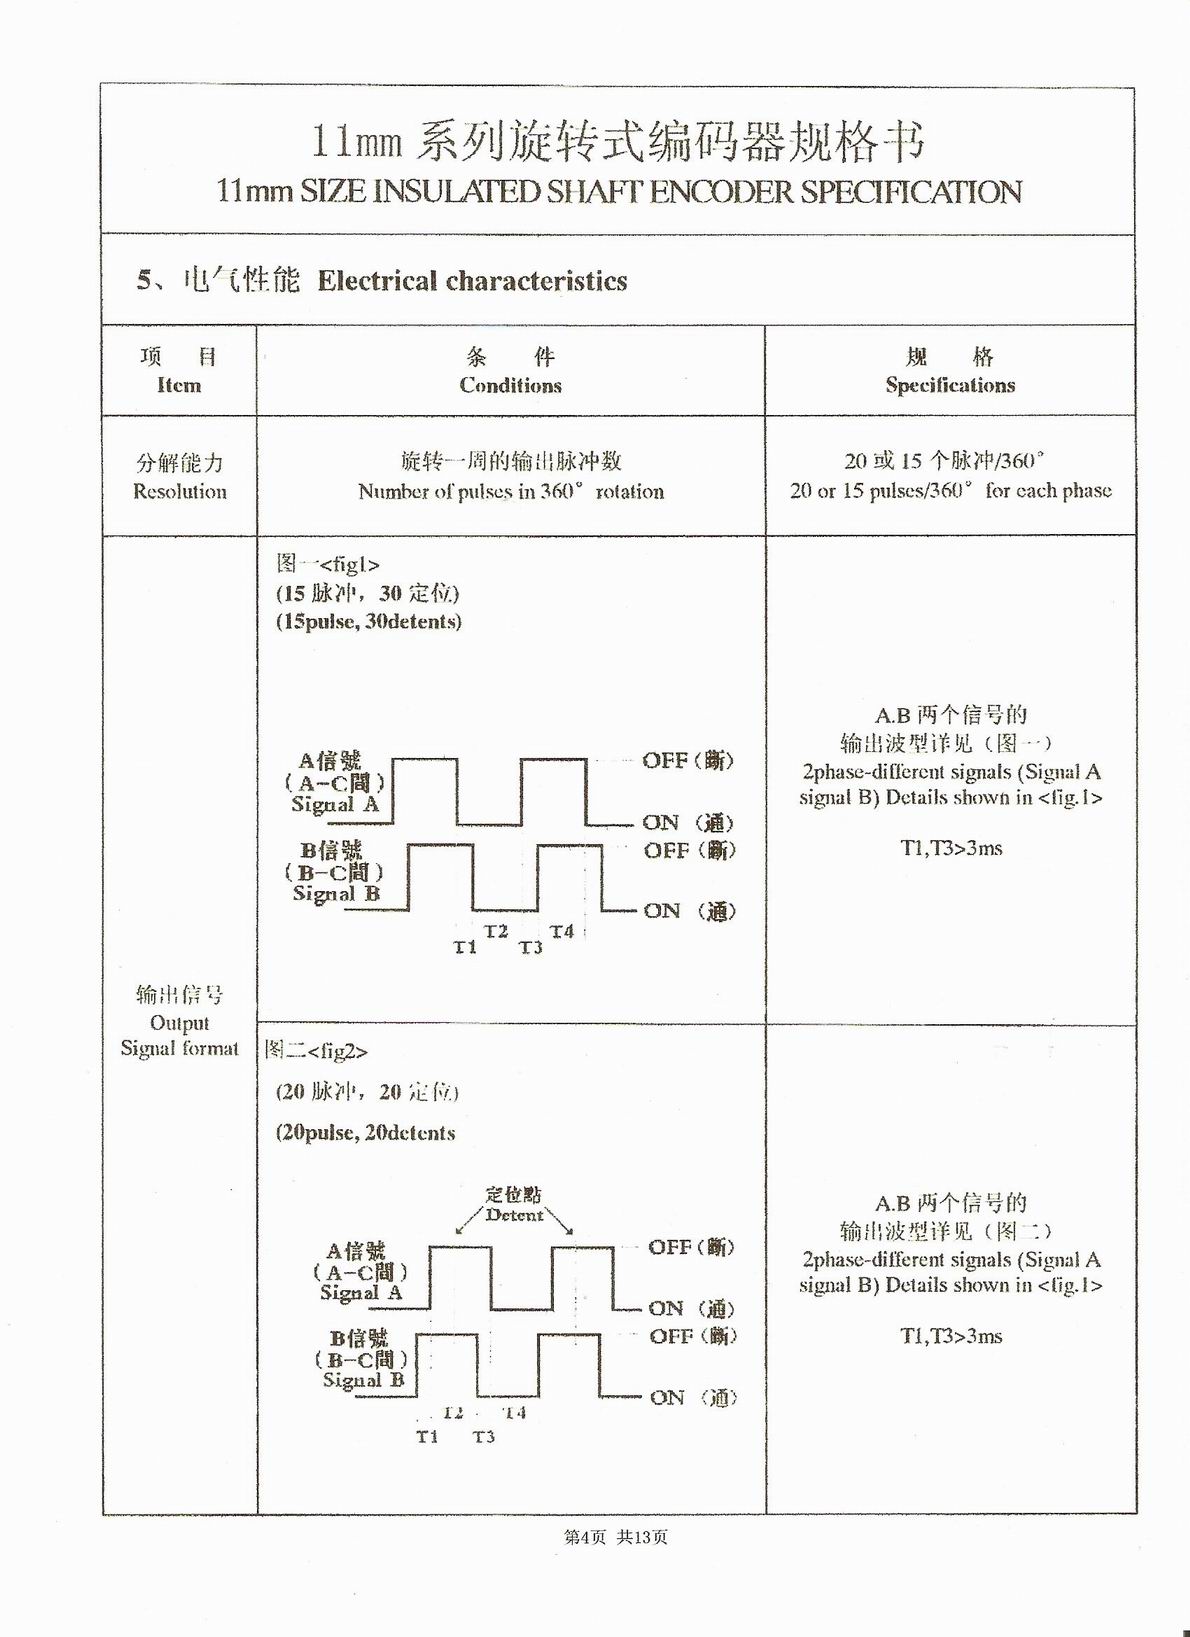 11mm 系列旋转式编码器规格书
11mm SIZE INSULATED SHAFT ENCODER SPECIFICATION
5、电气性能 Electrical characteristics
项 目
Item
条 件
Conditions
规 格
Specifications
分解能力
Resolution
旋转一周的输出脉冲数
Number of pulses in 360° rotation
20 或 15 个脉冲/360°
20 or 15 pulses/360° for each phase
输出信号
Output
Signal format
图一<fig1>
(15 脉冲，30 定位)
(15pulse, 30detents)
A信號
(A-C間)
Signal A
OFF (斷)
ON (通)
B信號
(B-C間)
Signal B
OFF (斷)
ON (通)
T2 T4
T1 T3
A.B 两个信号的
输出波型详见（图一）
2phase-different signals (Signal A
signal B) Details shown in <fig.1>
T1,T3>3ms
图二<fig2>
(20 脉冲，20 定位)
(20pulse, 20detents
定位點
Detent
A信號
(A-C間)
Signal A
OFF (斷)
ON (通)
B信號
(B-C間)
Signal B
OFF (斷)
ON (通)
T2 T4
T1 T3
A.B 两个信号的
输出波型详见（图二）
2phase-different signals (Signal A
signal B) Details shown in <fig.1>
T1,T3>3ms
第4页 共13页